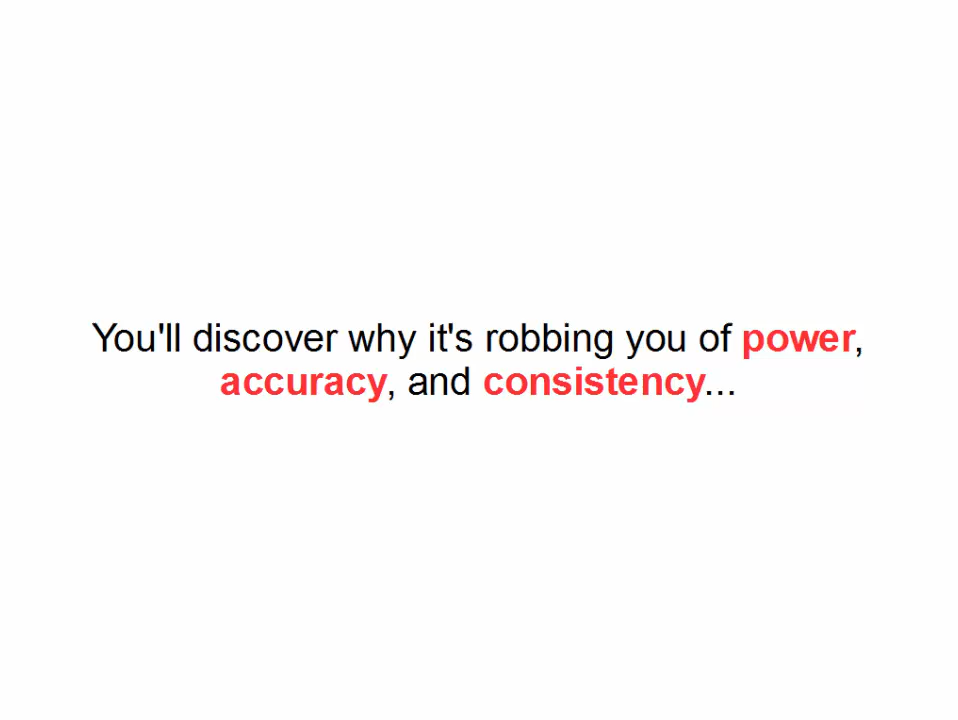 You'll discover why it's robbing you of power,
accuracy, and consistency...